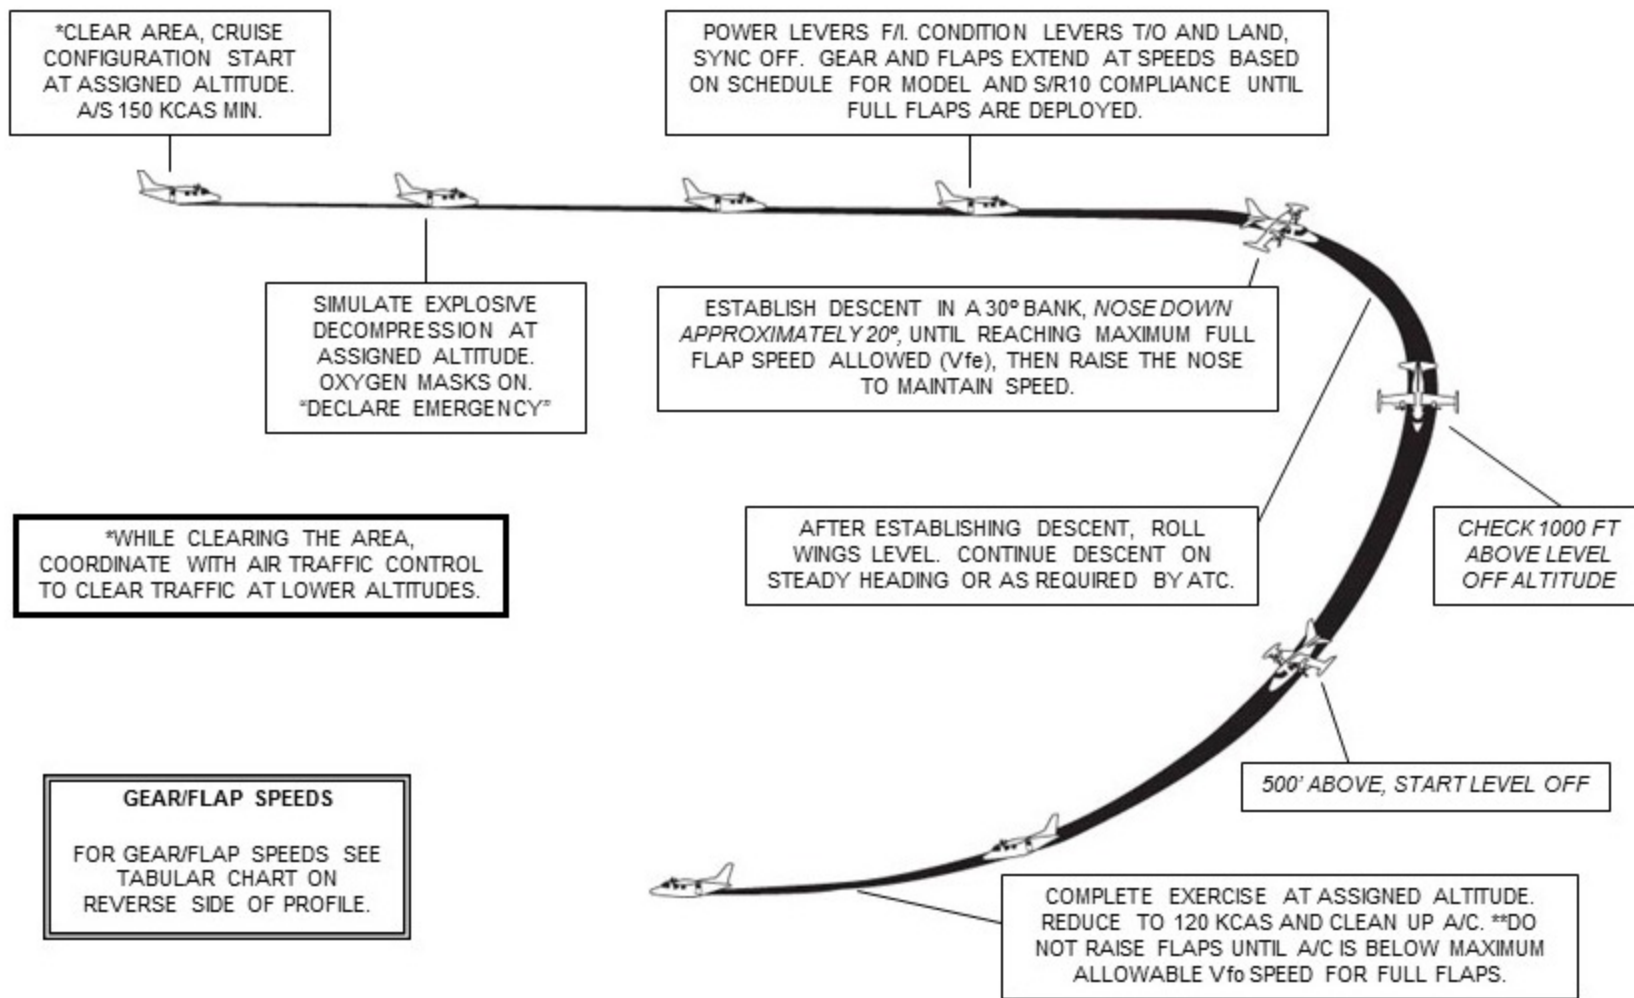 *CLEAR AREA, CRUISE
CONFIGURATION START
AT ASSIGNED ALTITUDE.
A/S 150 KCAS MIN.
POWER LEVERS F/I. CONDITION LEVERS T/O AND LAND,
SYNC OFF. GEAR AND FLAPS EXTEND AT SPEEDS BASED
ON SCHEDULE FOR MODEL AND S/R10 COMPLIANCE UNTIL
FULL FLAPS ARE DEPLOYED.
SIMULATE EXPLOSIVE
DECOMPRESSION AT
ASSIGNED ALTITUDE.
OXYGEN MASKS ON.
"DECLARE EMERGENCY"
ESTABLISH DESCENT IN A 30º BANK, NOSE DOWN
APPROXIMATELY 20º, UNTIL REACHING MAXIMUM FULL
FLAP SPEED ALLOWED (Vfe), THEN RAISE THE NOSE
TO MAINTAIN SPEED.
*WHILE CLEARING THE AREA,
COORDINATE WITH AIR TRAFFIC CONTROL
TO CLEAR TRAFFIC AT LOWER ALTITUDES.
AFTER ESTABLISHING DESCENT, ROLL
WINGS LEVEL. CONTINUE DESCENT ON
STEADY HEADING OR AS REQUIRED BY ATC.
CHECK 1000 FT
ABOVE LEVEL
OFF ALTITUDE
500' ABOVE, START LEVEL OFF
GEAR/FLAP SPEEDS
FOR GEAR/FLAP SPEEDS SEE
TABULAR CHART ON
REVERSE SIDE OF PROFILE.
COMPLETE EXERCISE AT ASSIGNED ALTITUDE.
REDUCE TO 120 KCAS AND CLEAN UP A/C. **DO
NOT RAISE FLAPS UNTIL A/C IS BELOW MAXIMUM
ALLOWABLE Vfo SPEED FOR FULL FLAPS.